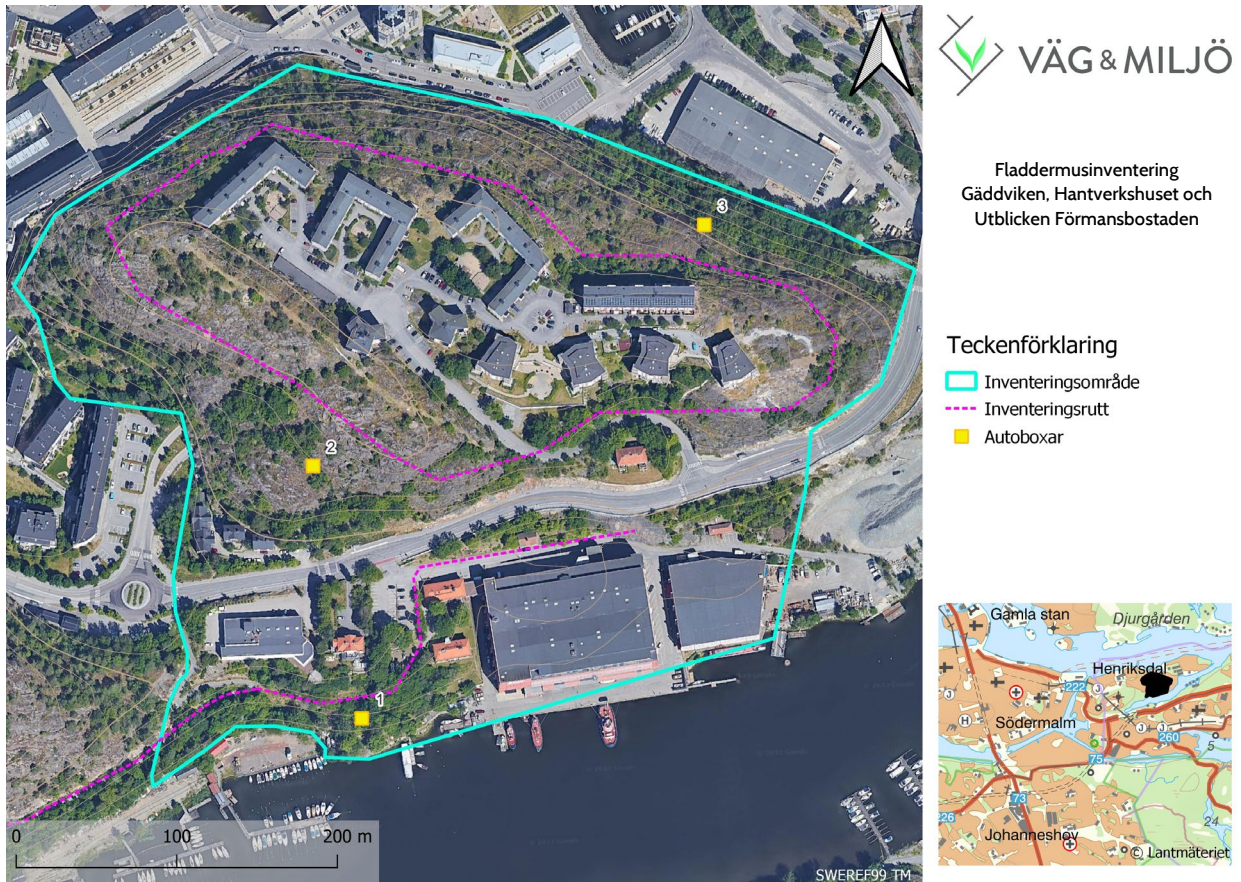 VÄG & MILJÖ
Fladdermusinventering
Gäddviken, Hantverkshuset och
Utblicken Förmansbostaden
Teckenförklaring
Inventeringsområde
Inventeringsrutt
Autoboxar
3
2
1
0 100 200 m
SWEREF99 TM
Gamla stan
Djurgården
Henriksdal
222
J
J
H
Södermalm
J
J
260
5
75
73
226
24
Johanneshov
© Lantmäteriet